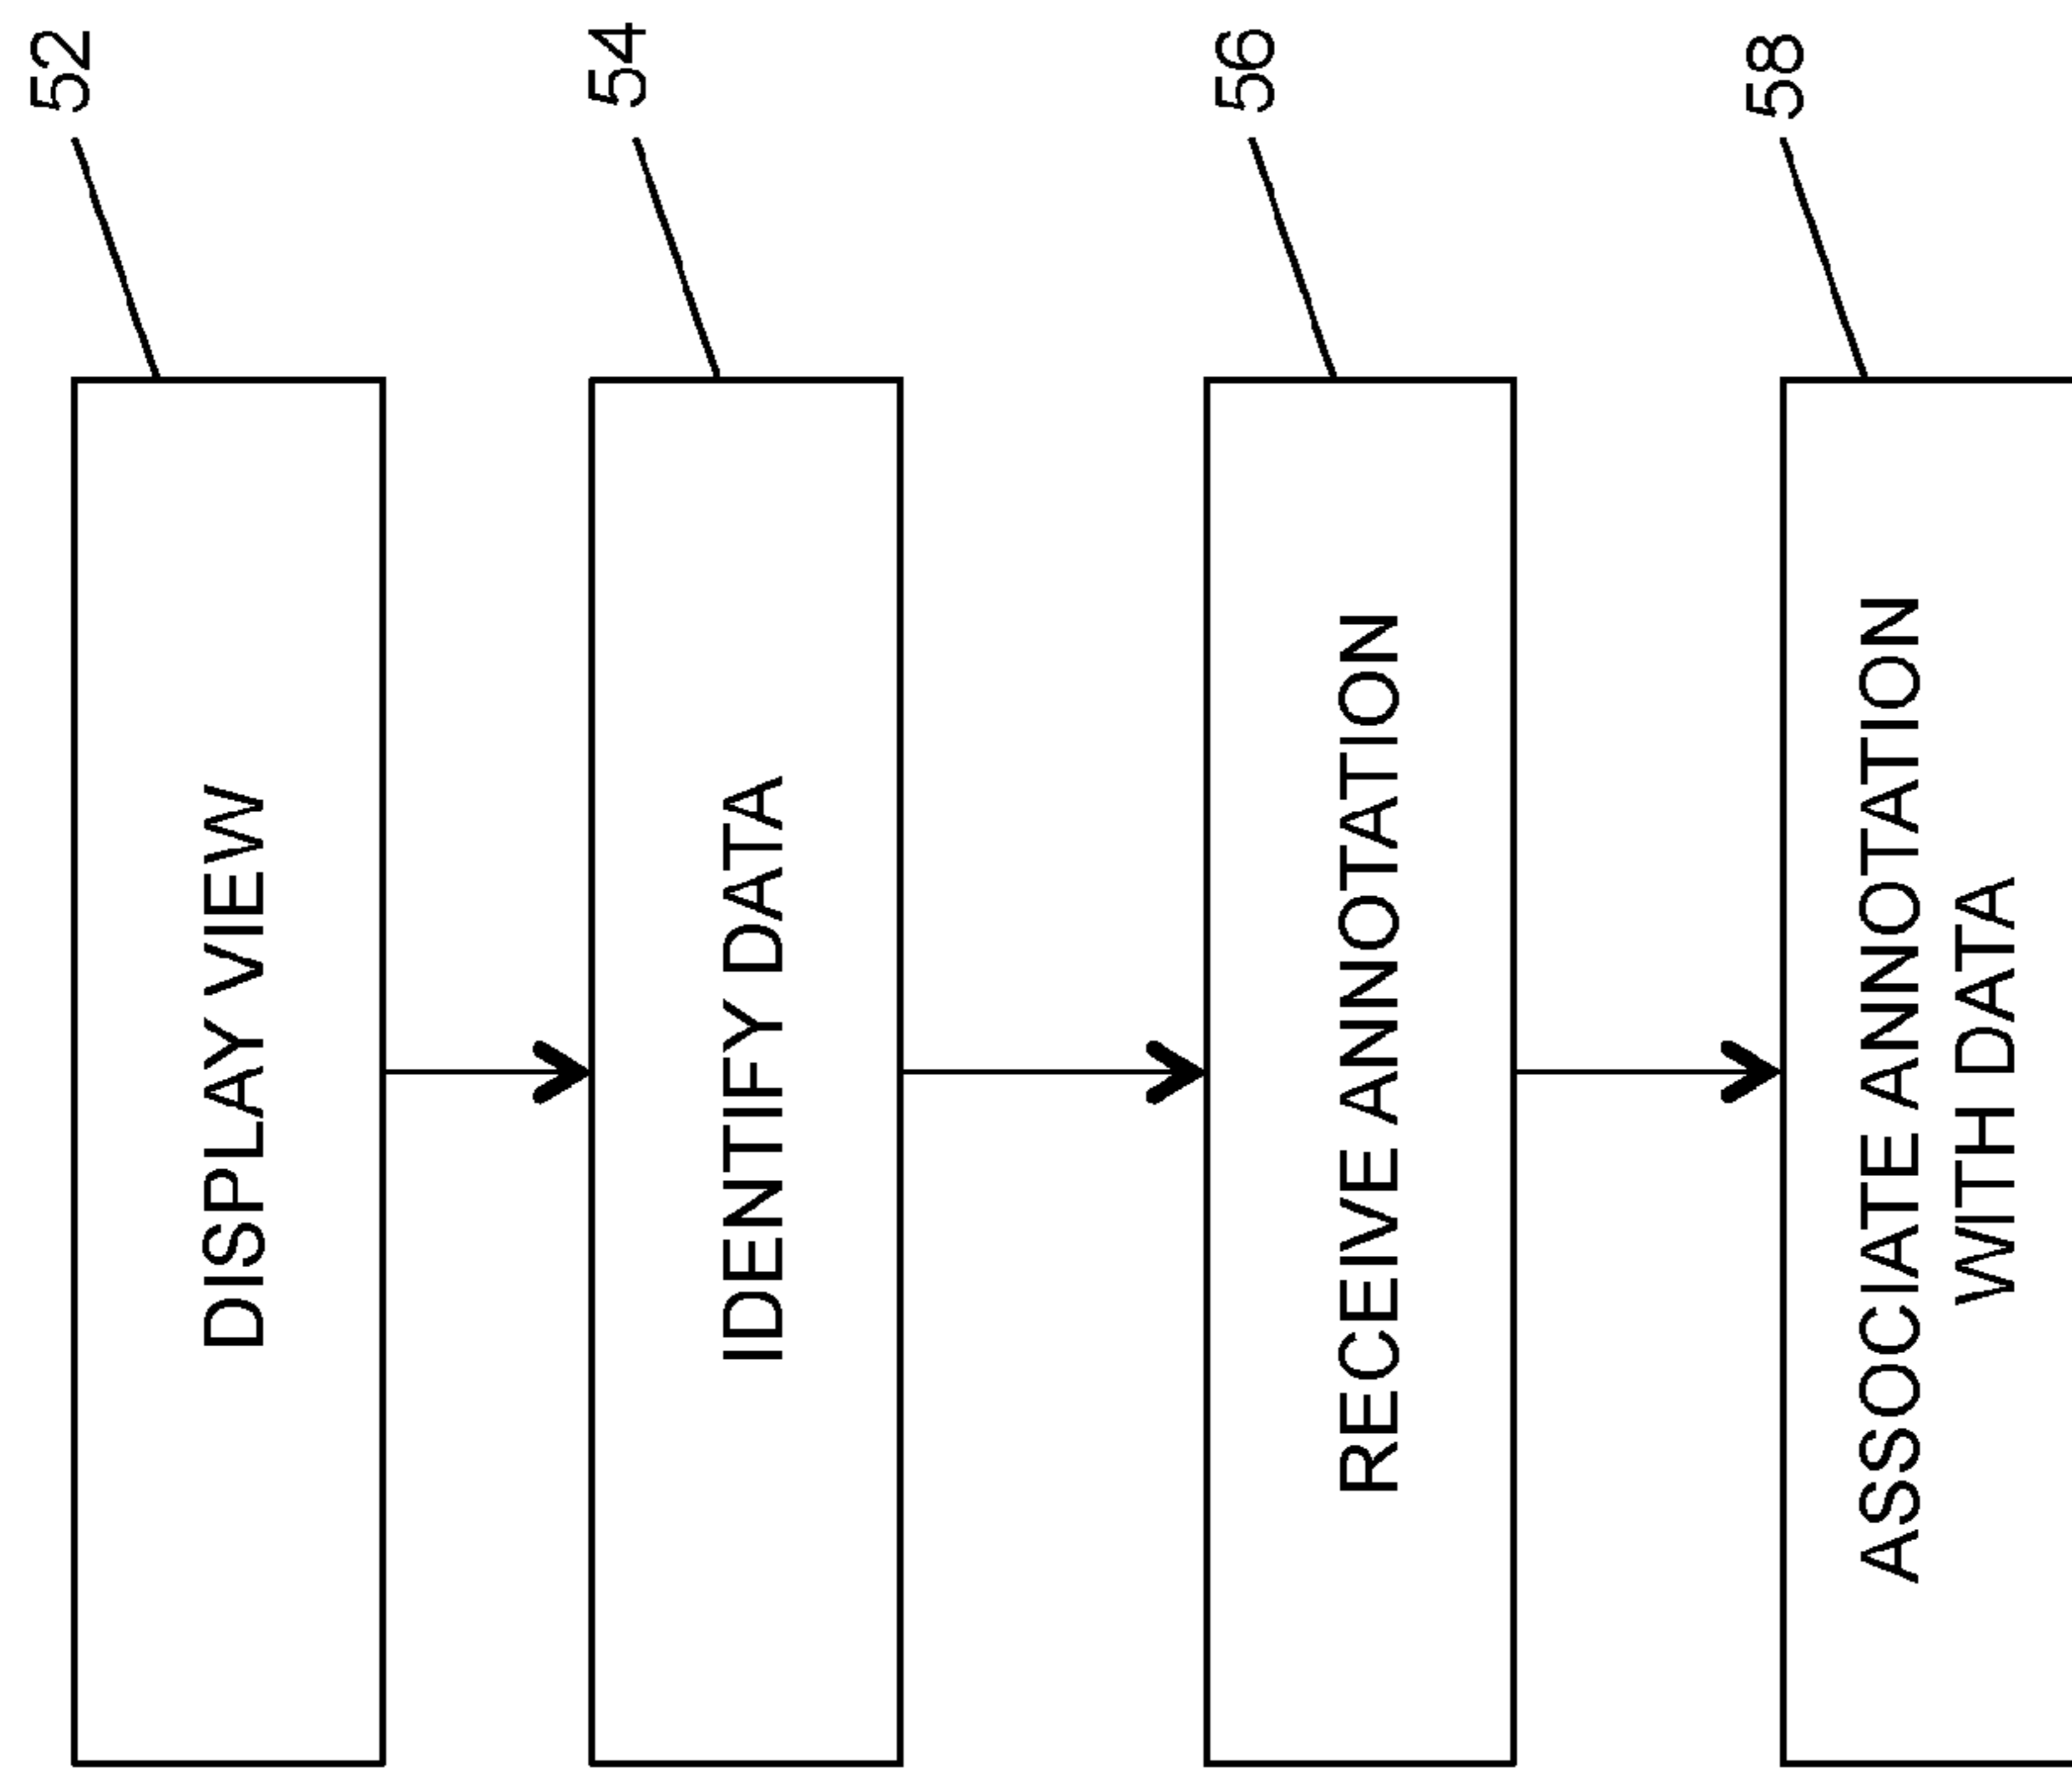 52
DISPLAY VIEW
54
IDENTIFY DATA
56
RECEIVE ANNOTATION
58
ASSOCIATE ANNOTATION
WITH DATA